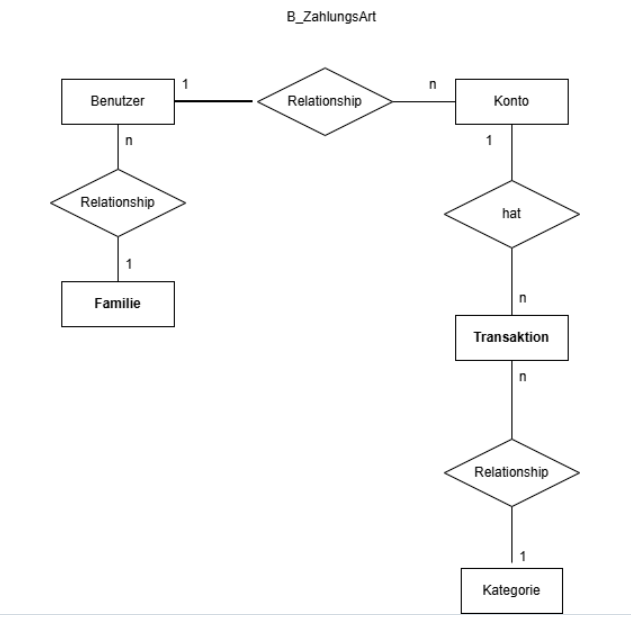 B_ZahlungsArt
1
n
Benutzer
Relationship
Konto
n
1
Relationship
hat
1
n
Familie
Transaktion
n
Relationship
1
Kategorie